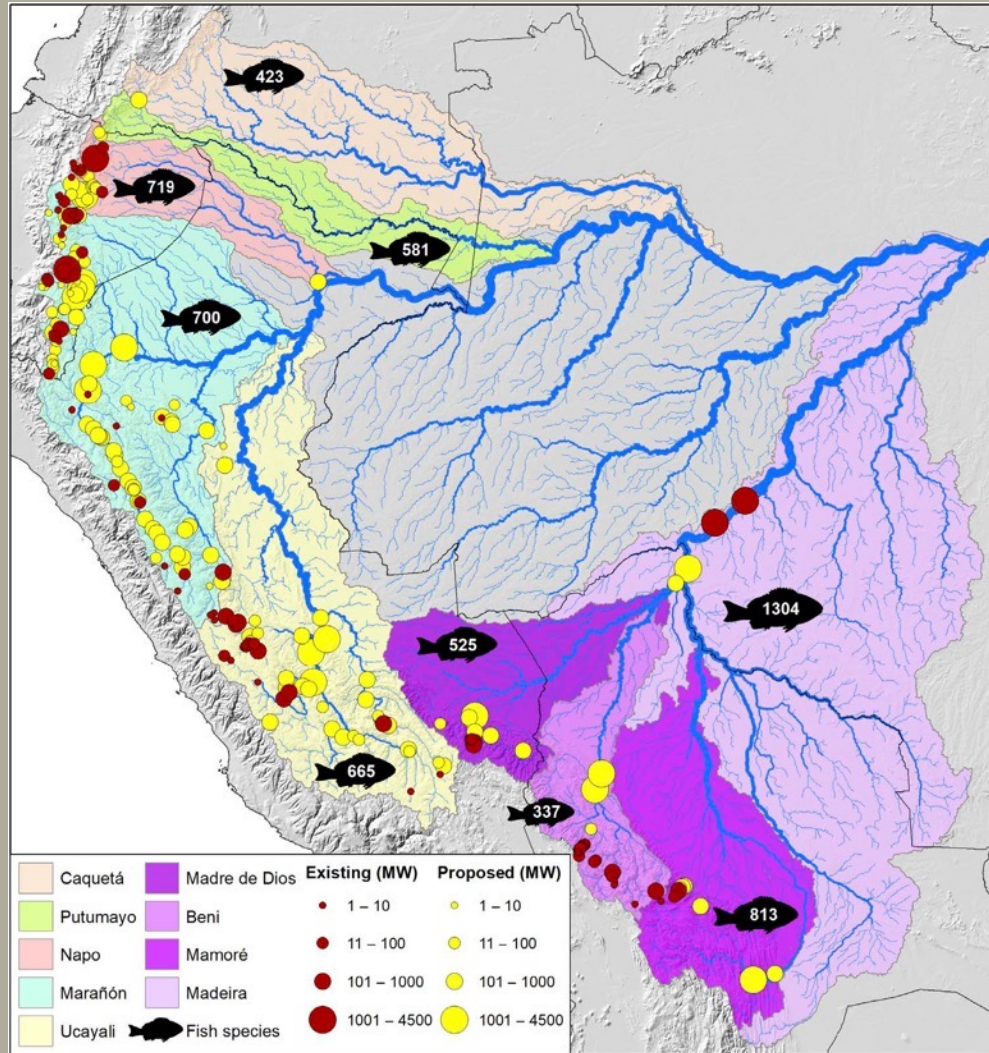 423
719
581
700
1304
525
665
337
813
Caquetá
Putumayo
Napo
Marañón
Ucayali
Madre de Dios
Beni
Mamoré
Madeira
Fish species
Existing (MW)
1 – 10
11 – 100
101 – 1000
1001 – 4500
Proposed (MW)
1 – 10
11 – 100
101 – 1000
1001 – 4500